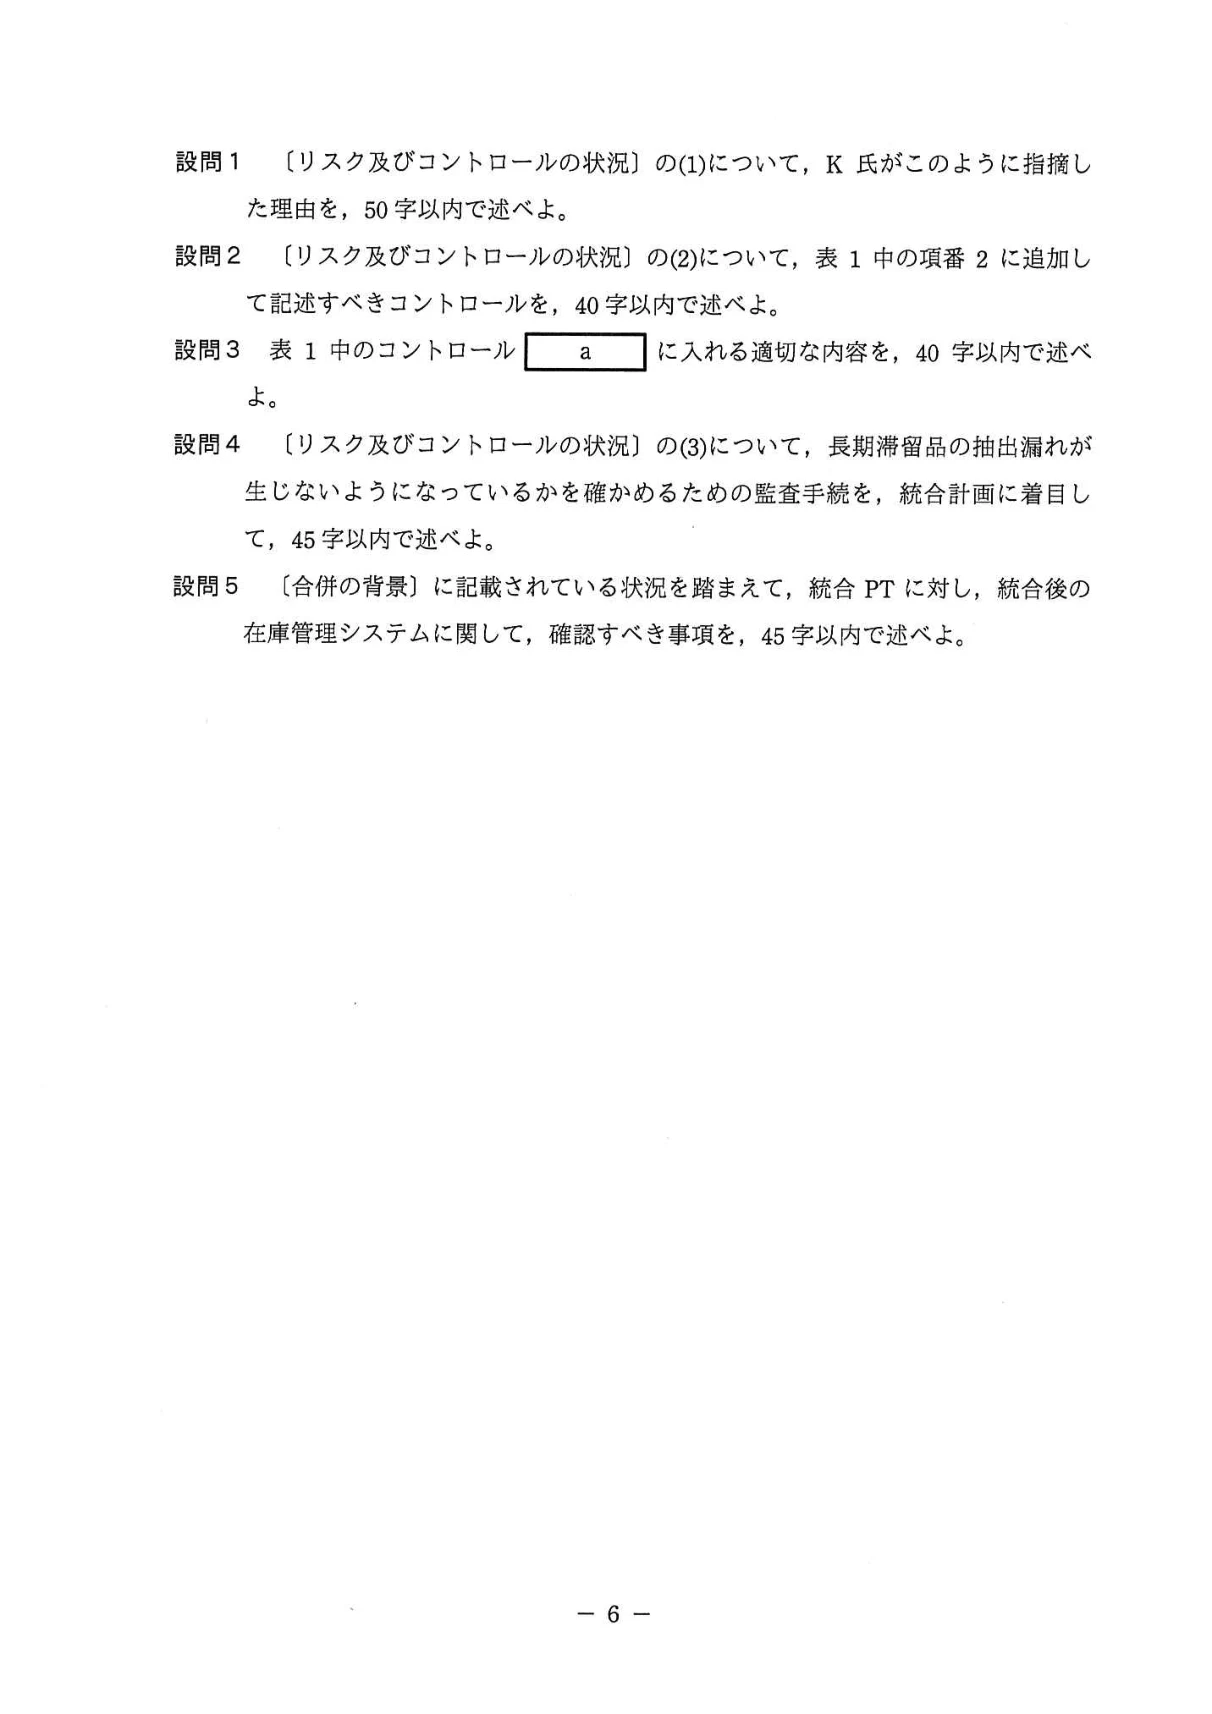 設問1　〔リスク及びコントロールの状況〕の(1)について，K 氏がこのように指摘し
た理由を，50 字以内で述べよ。
設問2　〔リスク及びコントロールの状況〕の(2)について，表 1 中の項番 2 に追加し
て記述すべきコントロールを，40 字以内で述べよ。
設問3　表 1 中のコントロール　a　に入れる適切な内容を，40 字以内で述べ
よ。
設問4　〔リスク及びコントロールの状況〕の(3)について，長期滞留品の抽出漏れが
生じないようになっているかを確かめるための監査手続を，統合計画に着目し
て，45 字以内で述べよ。
設問5　〔合併の背景〕に記載されている状況を踏まえて，統合 PT に対し，統合後の
在庫管理システムに関して，確認すべき事項を，45 字以内で述べよ。
－ 6 －